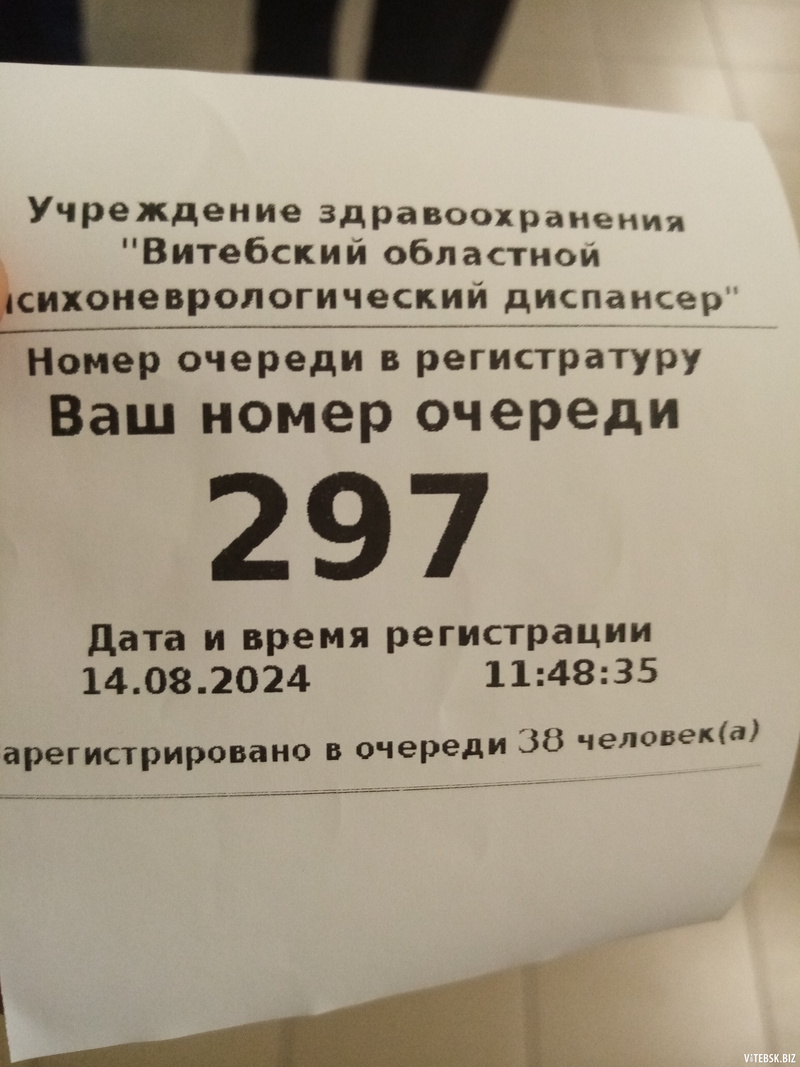 Учреждение здравоохранения
"Витебский областной
психоневрологический диспансер"
Номер очереди в регистратуру
Ваш номер очереди
297
Дата и время регистрации
14.08.2024 11:48:35
арегистрировано в очереди 38 человек(а)
VITEBSK.BIZ